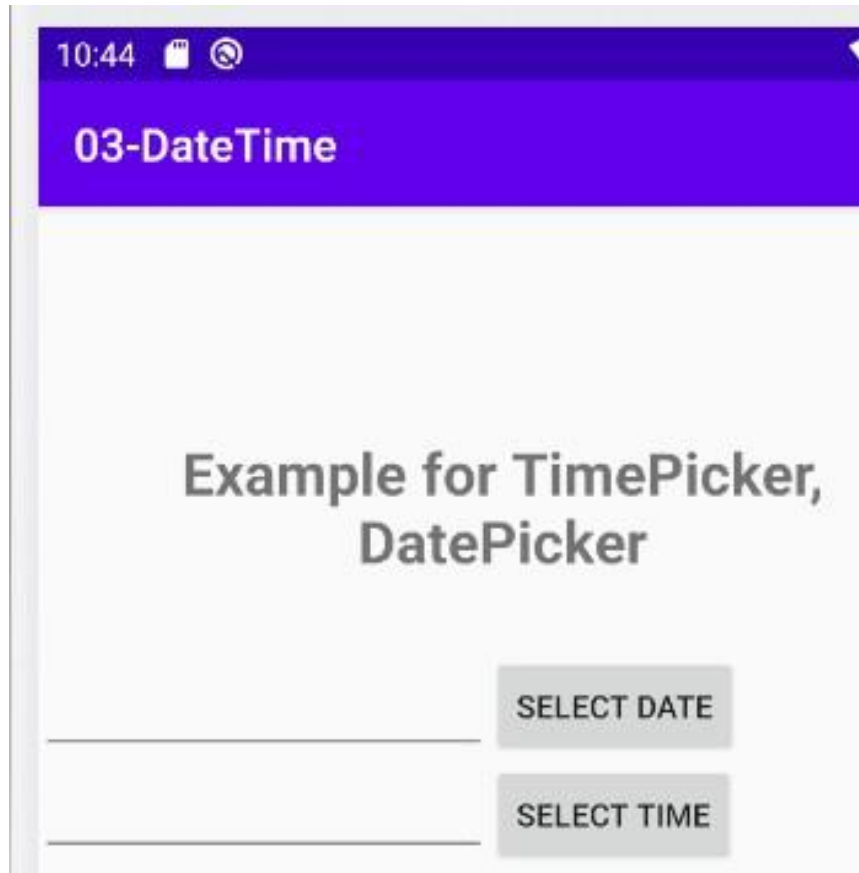 10:44
03-DateTime
Example for TimePicker,
DatePicker
SELECT DATE
SELECT TIME